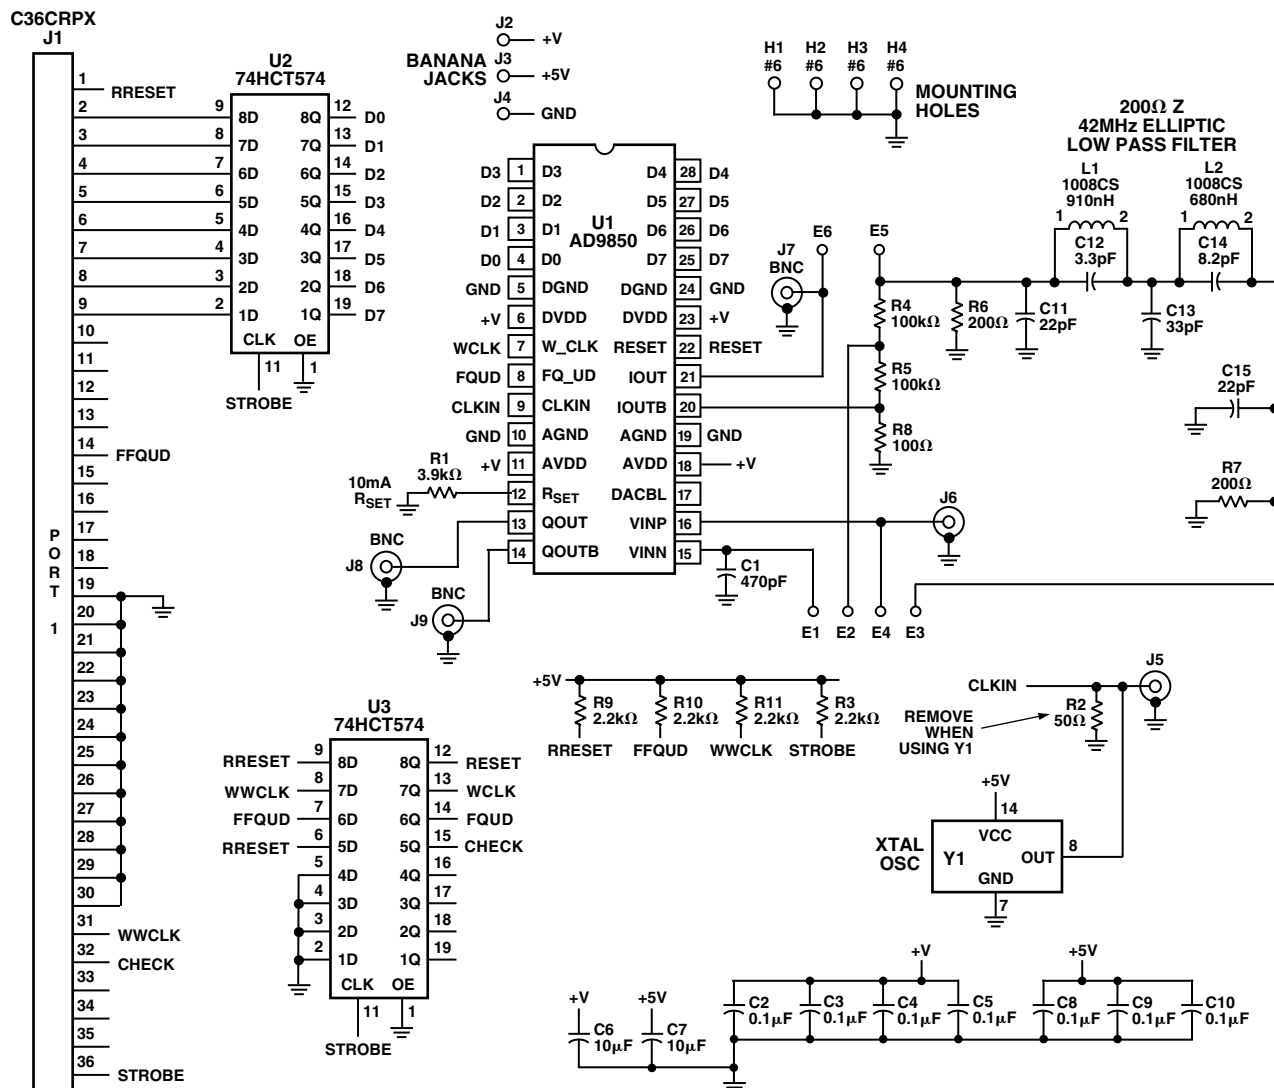 C36CRPX
J1
1
RRESET
2
3
4
5
6
7
8
9
10
11
12
13
14
FFQUD
15
16
17
18
19
20
21
22
23
24
25
26
27
28
29
30
31
WWCLK
32
CHECK
33
34
35
36
STROBE
PORT 1
U2
74HCT574
9 8D 8Q 12 D0
8 7D 7Q 13 D1
7 6D 6Q 14 D2
6 5D 5Q 15 D3
5 4D 4Q 16 D4
4 3D 3Q 17 D5
3 2D 2Q 18 D6
2 1D 1Q 19 D7
CLK OE
11 1
STROBE
BANANA
JACKS
J2
+V
J3
+5V
J4
GND
H1 H2 H3 H4
#6 #6 #6 #6
MOUNTING
HOLES
U1
AD9850
D3 1 D3 D4 28 D4
D2 2 D2 D5 27 D5
D1 3 D1 D6 26 D6
D0 4 D0 D7 25 D7
GND 5 DGND DGND 24 GND
+V 6 DVDD DVDD 23 +V
WCLK 7 W_CLK RESET 22 RESET
FQUD 8 FQ_UD IOUT 21
CLKIN 9 CLKIN IOUTB 20
GND 10 AGND AGND 19 GND
+V 11 AVDD AVDD 18 +V
12 RSET DACBL 17
13 QOUT VINP 16
14 QOUTB VINN 15
10mA
RSET
R1
3.9kΩ
BNC
J8
BNC
J9
J7
BNC
E6
E5
R4
100kΩ
R5
100kΩ
R8
100Ω
R6
200Ω
C11
22pF
200Ω Z
42MHz ELLIPTIC
LOW PASS FILTER
L1
1008CS
910nH
1 2
C12
3.3pF
L2
1008CS
680nH
1 2
C14
8.2pF
C13
33pF
C15
22pF
R7
200Ω
J6
C1
470pF
E1 E2 E4 E3
+5V
R9
2.2kΩ
R10
2.2kΩ
R11
2.2kΩ
R3
2.2kΩ
RRESET FFQUD WWCLK STROBE
CLKIN
J5
R2
50Ω
REMOVE
WHEN
USING Y1
+5V
14
XTAL
OSC
Y1
VCC
OUT
8
GND
7
U3
74HCT574
RRESET 9 8D 8Q 12 RESET
WWCLK 8 7D 7Q 13 WCLK
FFQUD 7 6D 6Q 14 FQUD
RRESET 6 5D 5Q 15 CHECK
5 4D 4Q 16
4 3D 3Q 17
3 2D 2Q 18
2 1D 1Q 19
CLK OE
11 1
STROBE
+V
C6
10µF
+5V
C7
10µF
+V
C2
0.1µF
C3
0.1µF
C4
0.1µF
C5
0.1µF
+5V
C8
0.1µF
C9
0.1µF
C10
0.1µF